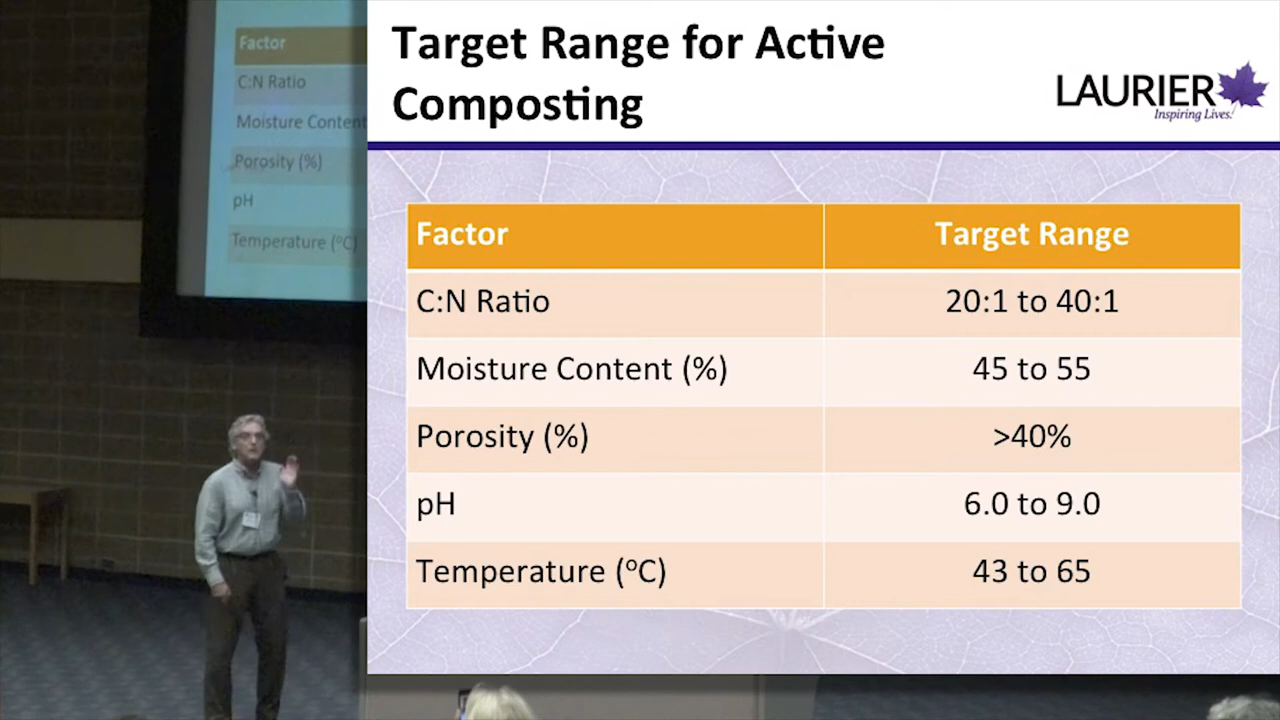 Factor
C:N Ratio
Moisture Content
Porosity (%)
pH
Temperature (°C)
Target Range for Active
Composting
LAURIER
Inspiring Lives!
Factor Target Range
C:N Ratio 20:1 to 40:1
Moisture Content (%) 45 to 55
Porosity (%) >40%
pH 6.0 to 9.0
Temperature (°C) 43 to 65